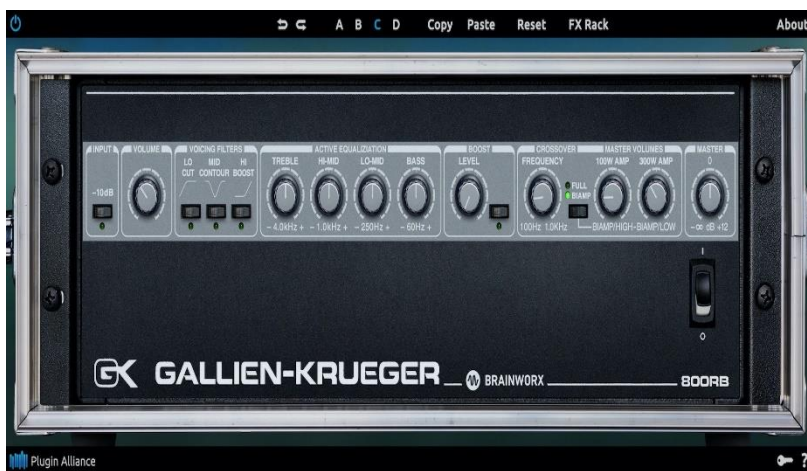 A B C D Copy Paste Reset FX Rack About
INPUT VOLUME VOICING FILTERS ACTIVE EQUALIZIATION BOOST CROSSOVER MASTER VOLUMES MASTER
LO CUT MID CONTOUR HI BOOST TREBLE HI-MID LO-MID BASS LEVEL FREQUENCY 100W AMP 300W AMP 0
-10dB
FULL
BIAMP
- 4.0kHz + - 1.0kHz + - 250Hz + - 60Hz + 100Hz 1.0KHz BIAMP/HIGH-BIAMP/LOW -∞ dB +12
I
O
GK GALLIEN-KRUEGER BRAINWORX 800RB
Plugin Alliance ?